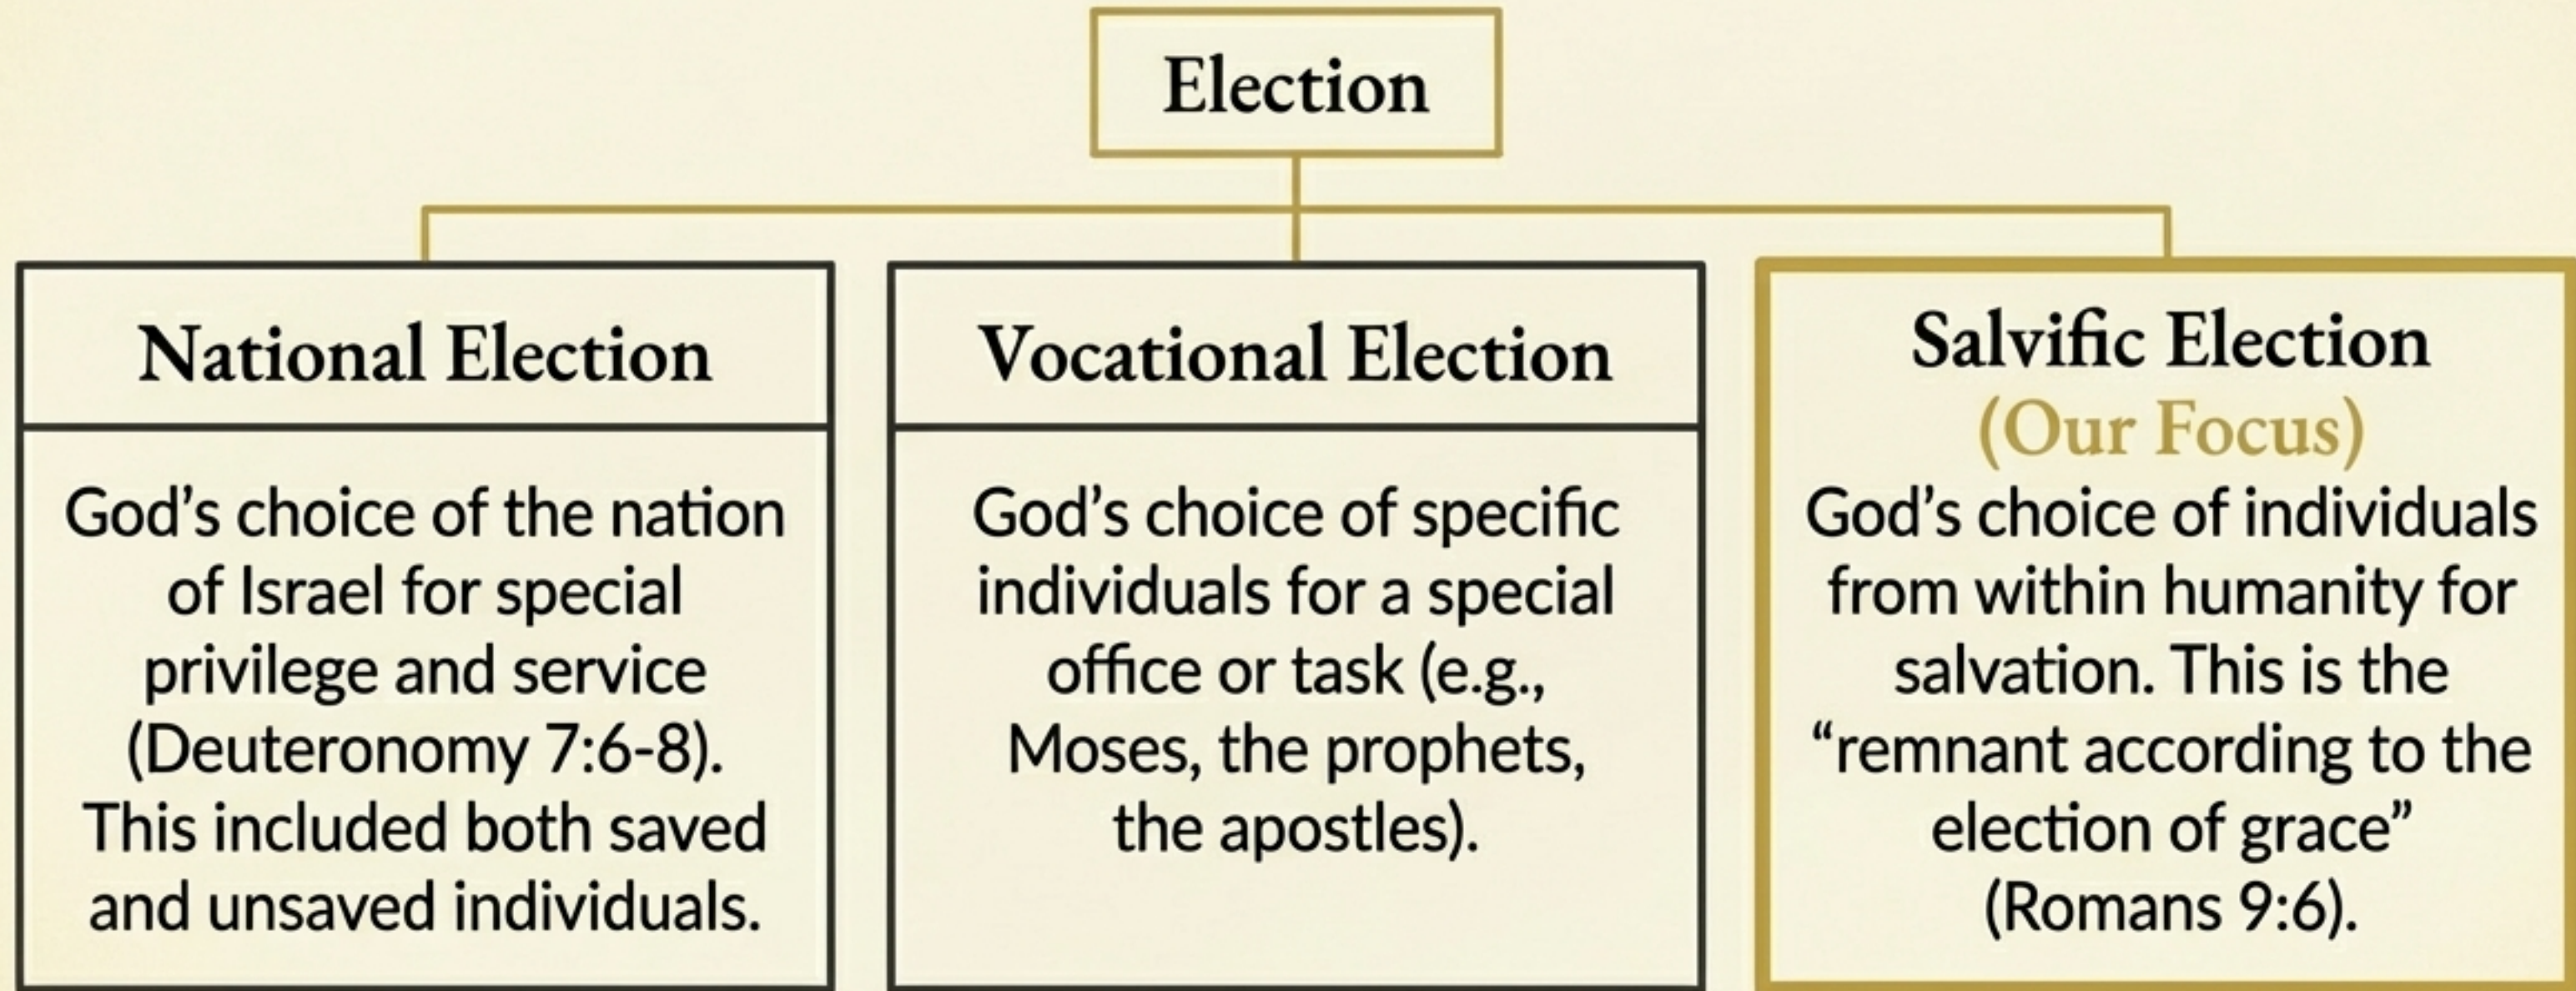 Election
National Election
God’s choice of the nation
of Israel for special
privilege and service
(Deuteronomy 7:6-8).
This included both saved
and unsaved individuals.
Vocational Election
God’s choice of specific
individuals for a special
office or task (e.g.,
Moses, the prophets,
the apostles).
Salvific Election
(Our Focus)
God’s choice of individuals
from within humanity for
salvation. This is the
“remnant according to the
election of grace”
(Romans 9:6).